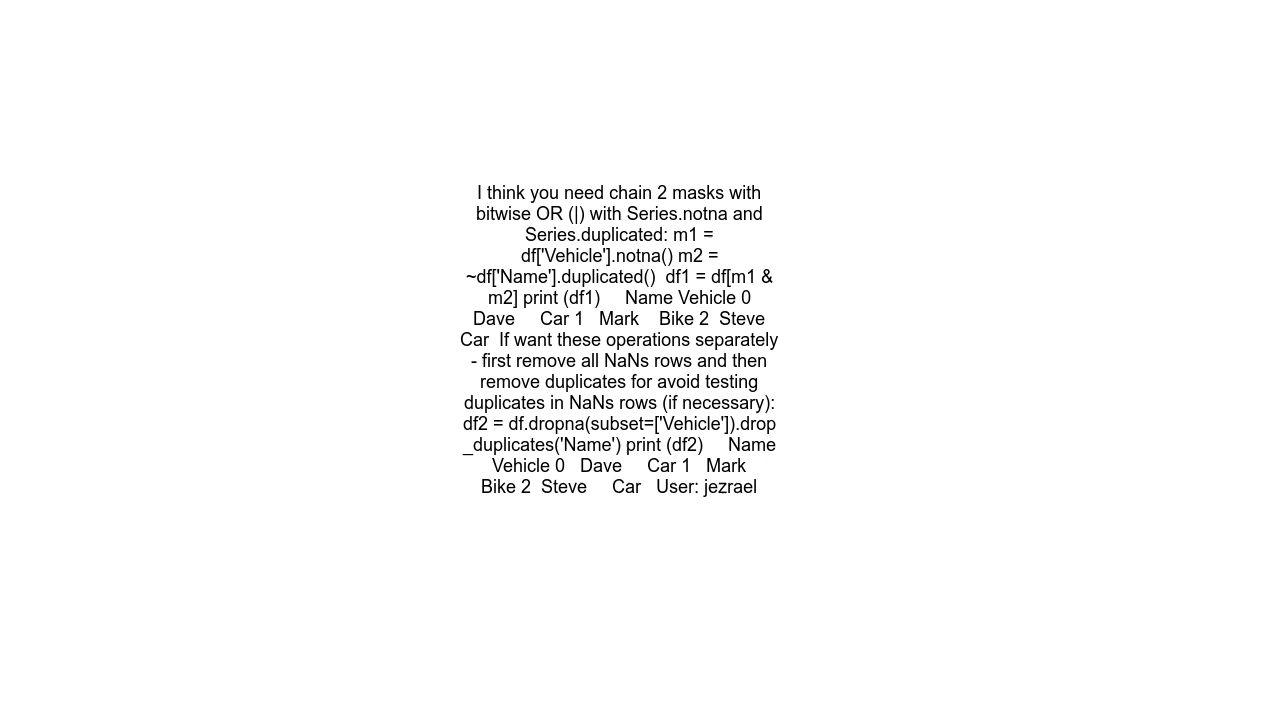 I think you need chain 2 masks with
bitwise OR (|) with Series.notna and
Series.duplicated: m1 =
df['Vehicle'].notna() m2 =
~df['Name'].duplicated()  df1 = df[m1 &
m2] print (df1)     Name Vehicle 0
Dave     Car 1   Mark    Bike 2  Steve
Car  If want these operations separately
- first remove all NaNs rows and then
remove duplicates for avoid testing
duplicates in NaNs rows (if necessary):
df2 = df.dropna(subset=['Vehicle']).drop
_duplicates('Name') print (df2)     Name
Vehicle 0   Dave     Car 1   Mark
Bike 2  Steve     Car   User: jezrael